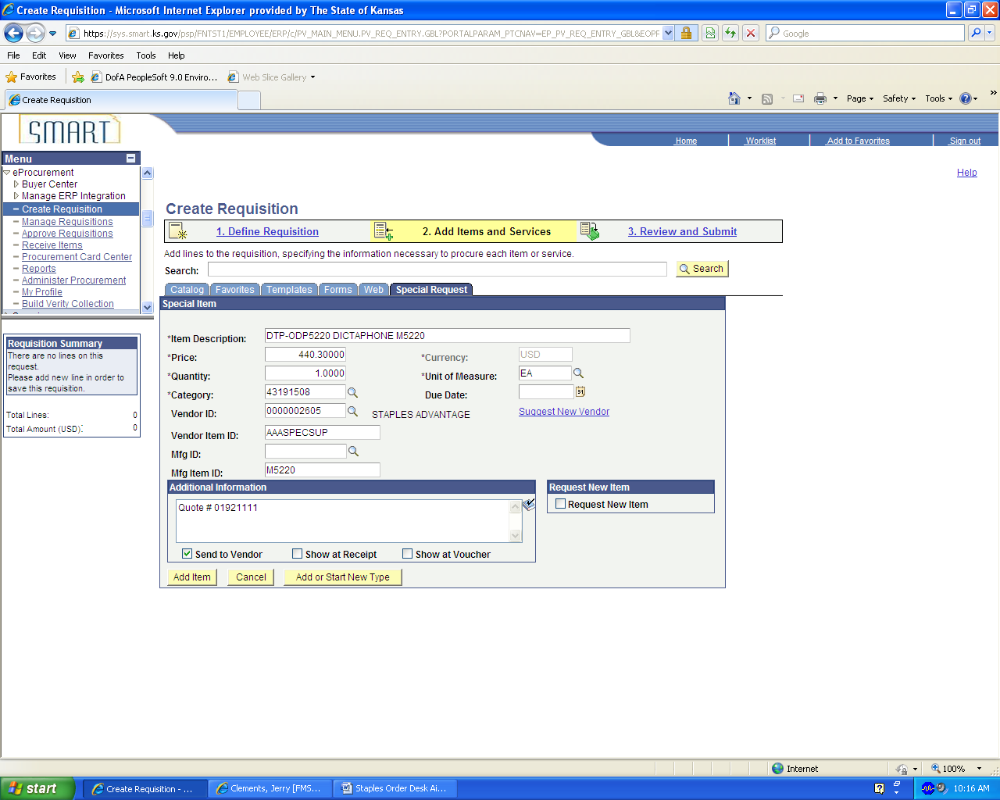 Create Requisition - Microsoft Internet Explorer provided by The State of Kansas
https://sys.smart.ks.gov/psp/FNTST1/EMPLOYEE/ERP/c/PV_MAIN_MENU.PV_REQ_ENTRY.GBL?PORTALPARAM_PTCNAV=EP_PV_REQ_ENTRY_GBL&EOPF
Google
File Edit View Favorites Tools Help
Favorites DofA PeopleSoft 9.0 Enviro... Web Slice Gallery
Create Requisition
Page Safety Tools
SMART
Home Worklist Add to Favorites Sign out
Menu
eProcurement
Buyer Center
Manage ERP Integration
Create Requisition
Manage Requisitions
Approve Requisitions
Receive Items
Procurement Card Center
Reports
Administer Procurement
My Profile
Build Verity Collection
Requisition Summary
There are no lines on this
request.
Please add new line in order to
save this requisition.
Total Lines: 0
Total Amount (USD): 0
Help
Create Requisition
1. Define Requisition 2. Add Items and Services 3. Review and Submit
Add lines to the requisition, specifying the information necessary to procure each item or service.
Search: Search
Catalog Favorites Templates Forms Web Special Request
Special Item
*Item Description: DTP-ODP5220 DICTAPHONE M5220
*Price: 440.30000 *Currency: USD
*Quantity: 1.0000 *Unit of Measure: EA
*Category: 43191508 Due Date: 31
Vendor ID: 0000002605 STAPLES ADVANTAGE Suggest New Vendor
Vendor Item ID: AAASPECSUP
Mfg ID:
Mfg Item ID: M5220
Additional Information
Quote # 01921111
Send to Vendor Show at Receipt Show at Voucher
Request New Item
Request New Item
Add Item Cancel Add or Start New Type
Internet 100%
start Create Requisition - ... Clements, Jerry [FMS... Staples Order Desk Ai... 10:16 AM